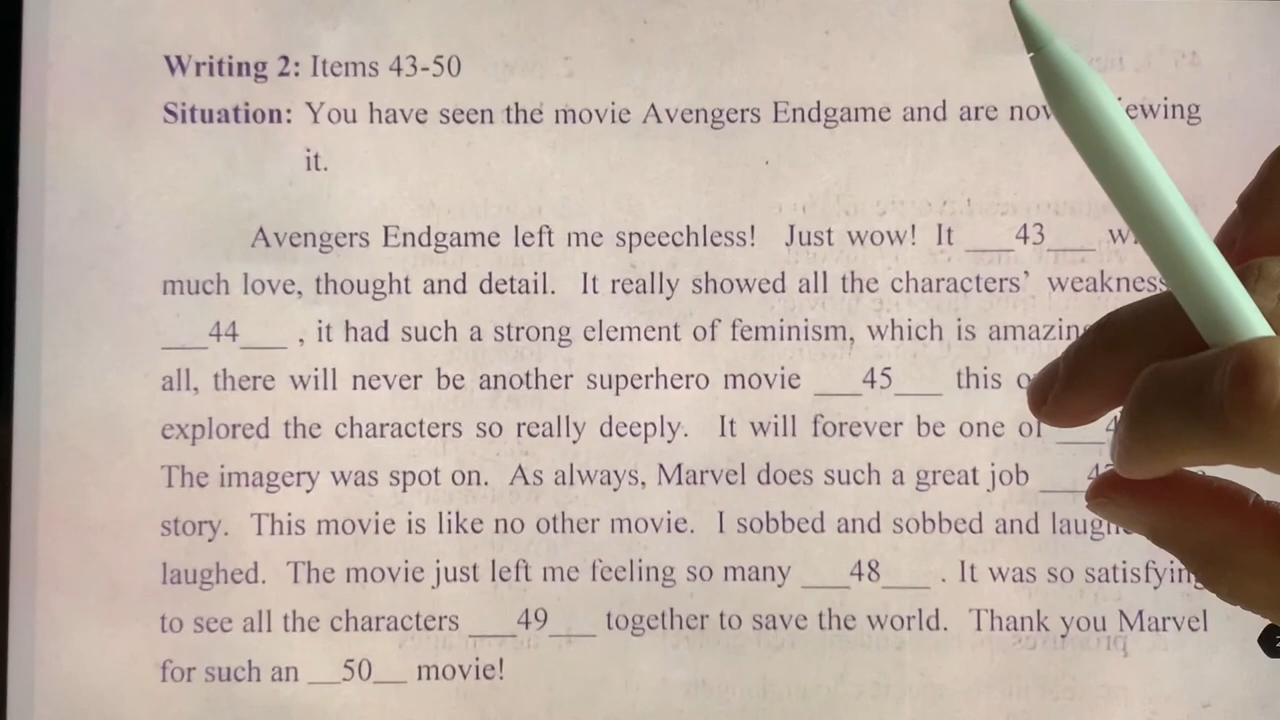 Writing 2: Items 43-50
Situation: You have seen the movie Avengers Endgame and are now
it.
Avengers Endgame left me speechless! Just wow! It ___43___
much love, thought and detail. It really showed all the characters'
___44___ , it had such a strong element of feminism, which is
all, there will never be another superhero movie ___45___ this
explored the characters so really deeply. It will forever be one of
The imagery was spot on. As always, Marvel does such a great job
story. This movie is like no other movie. I sobbed and sobbed and
laughed. The movie just left me feeling so many ___48___ . It was so satisfying
to see all the characters ___49___ together to save the world. Thank you Marvel
for such an __50__ movie!